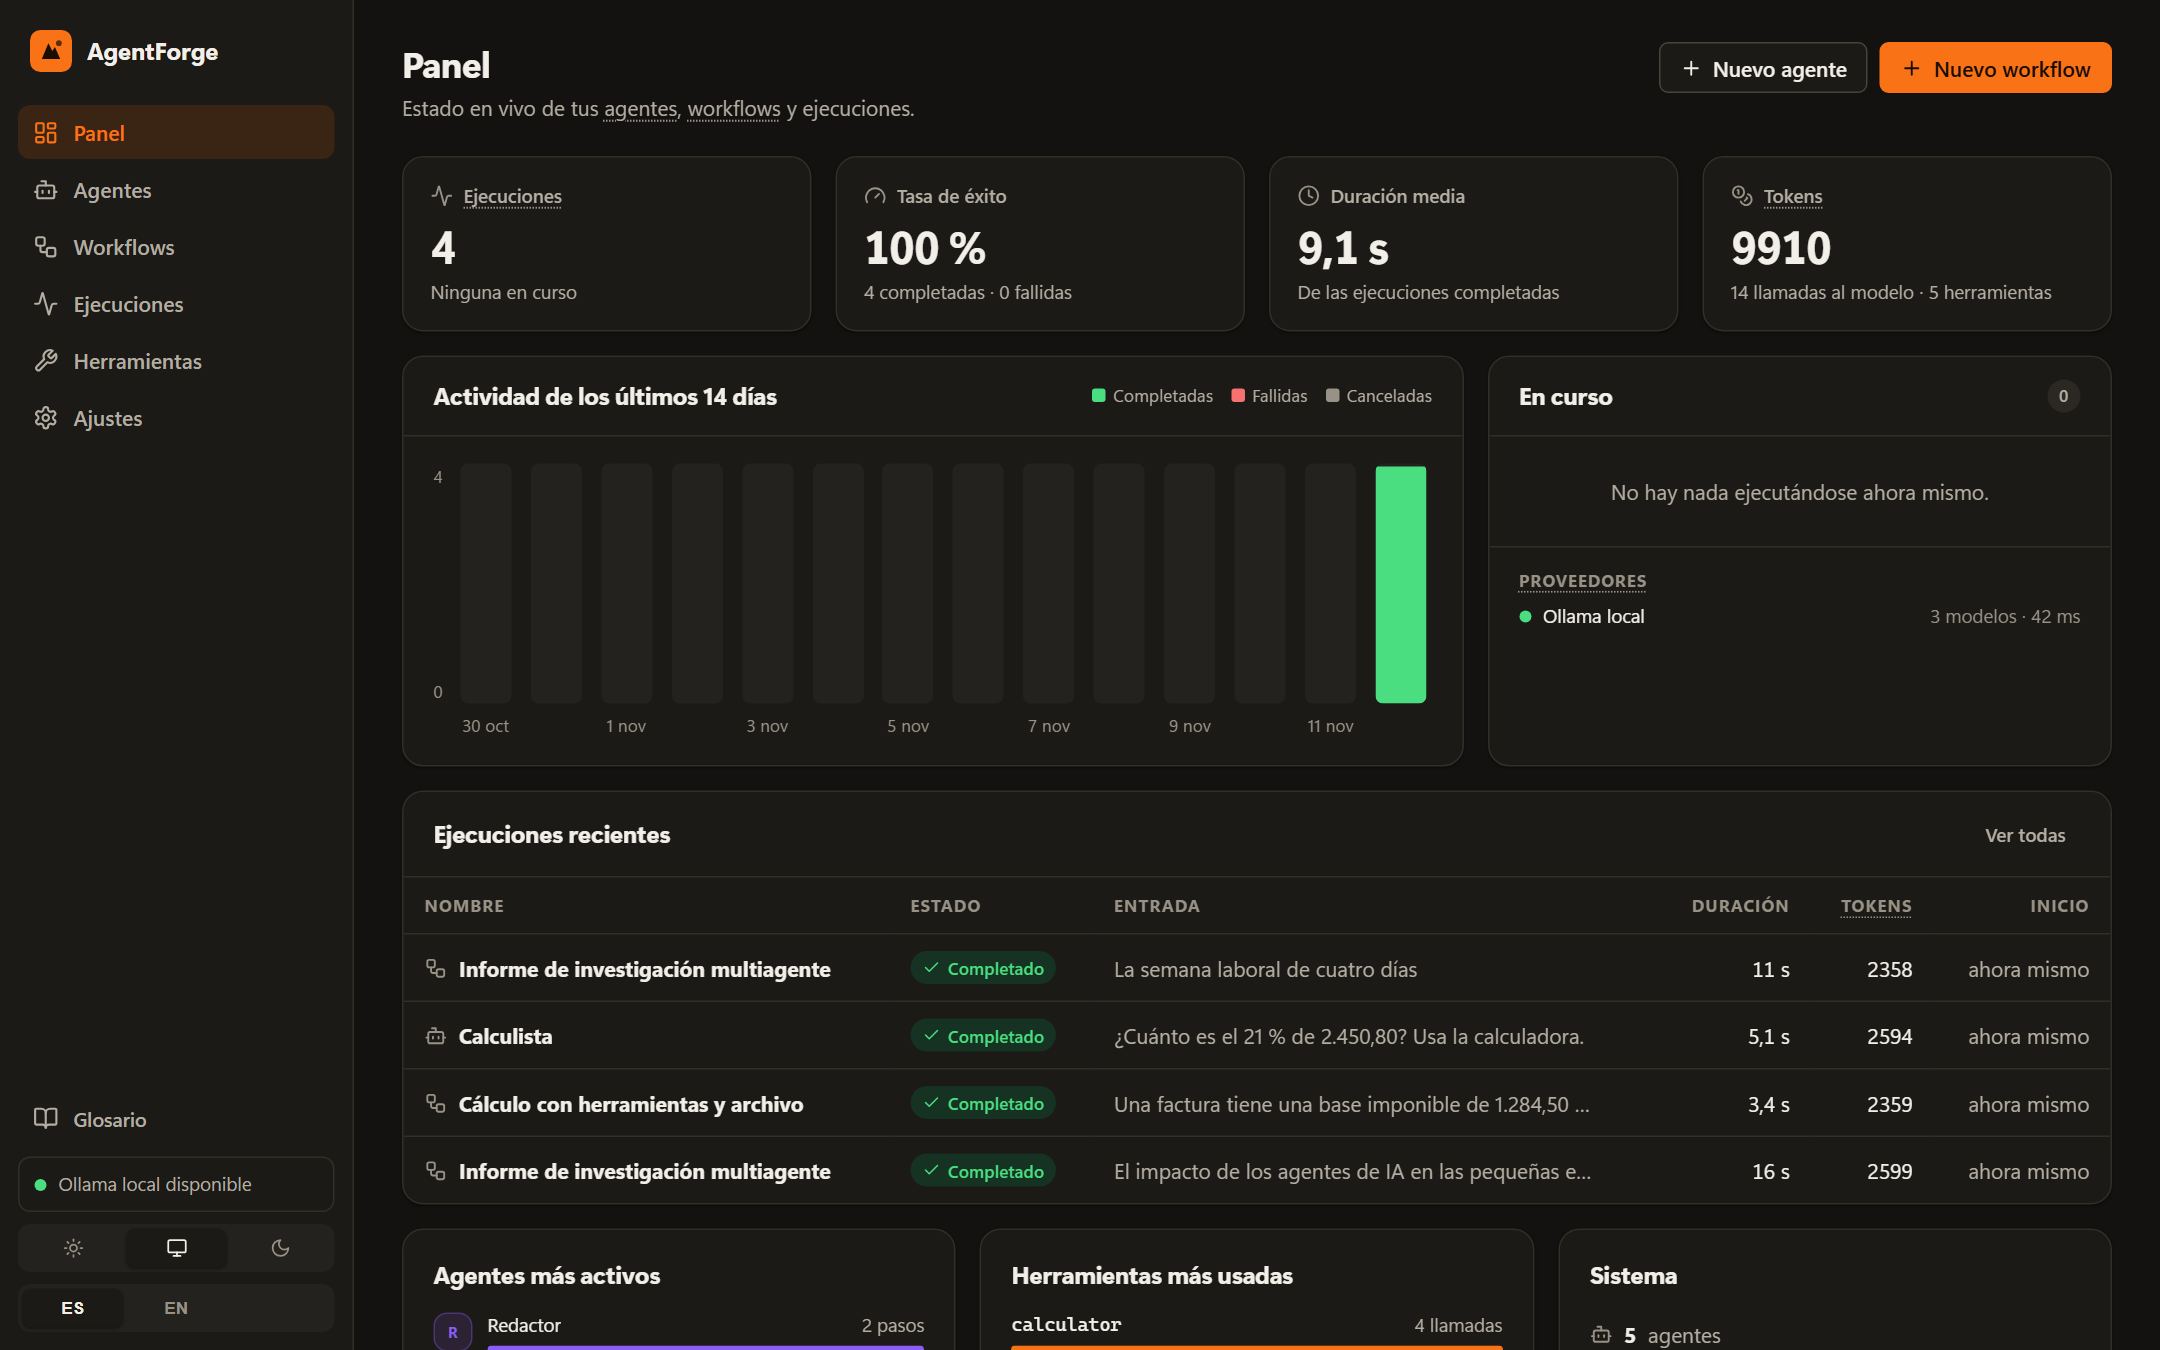 AgentForge
Panel
Agentes
Workflows
Ejecuciones
Herramientas
Ajustes
Glosario
Ollama local disponible
ES
EN
Panel
Estado en vivo de tus agentes, workflows y ejecuciones.
+ Nuevo agente
+ Nuevo workflow
Ejecuciones
4
Ninguna en curso
Tasa de éxito
100 %
4 completadas · 0 fallidas
Duración media
9,1 s
De las ejecuciones completadas
Tokens
9910
14 llamadas al modelo · 5 herramientas
Actividad de los últimos 14 días
Completadas
Fallidas
Canceladas
4
0
30 oct
1 nov
3 nov
5 nov
7 nov
9 nov
11 nov
En curso
0
No hay nada ejecutándose ahora mismo.
PROVEEDORES
Ollama local
3 modelos · 42 ms
Ejecuciones recientes
Ver todas
NOMBRE ESTADO ENTRADA DURACIÓN TOKENS INICIO
Informe de investigación multiagente Completado La semana laboral de cuatro días 11 s 2358 ahora mismo
Calculista Completado ¿Cuánto es el 21 % de 2.450,80? Usa la calculadora. 5,1 s 2594 ahora mismo
Cálculo con herramientas y archivo Completado Una factura tiene una base imponible de 1.284,50 ... 3,4 s 2359 ahora mismo
Informe de investigación multiagente Completado El impacto de los agentes de IA en las pequeñas e... 16 s 2599 ahora mismo
Agentes más activos
R
Redactor
2 pasos
Herramientas más usadas
calculator
4 llamadas
Sistema
5 agentes